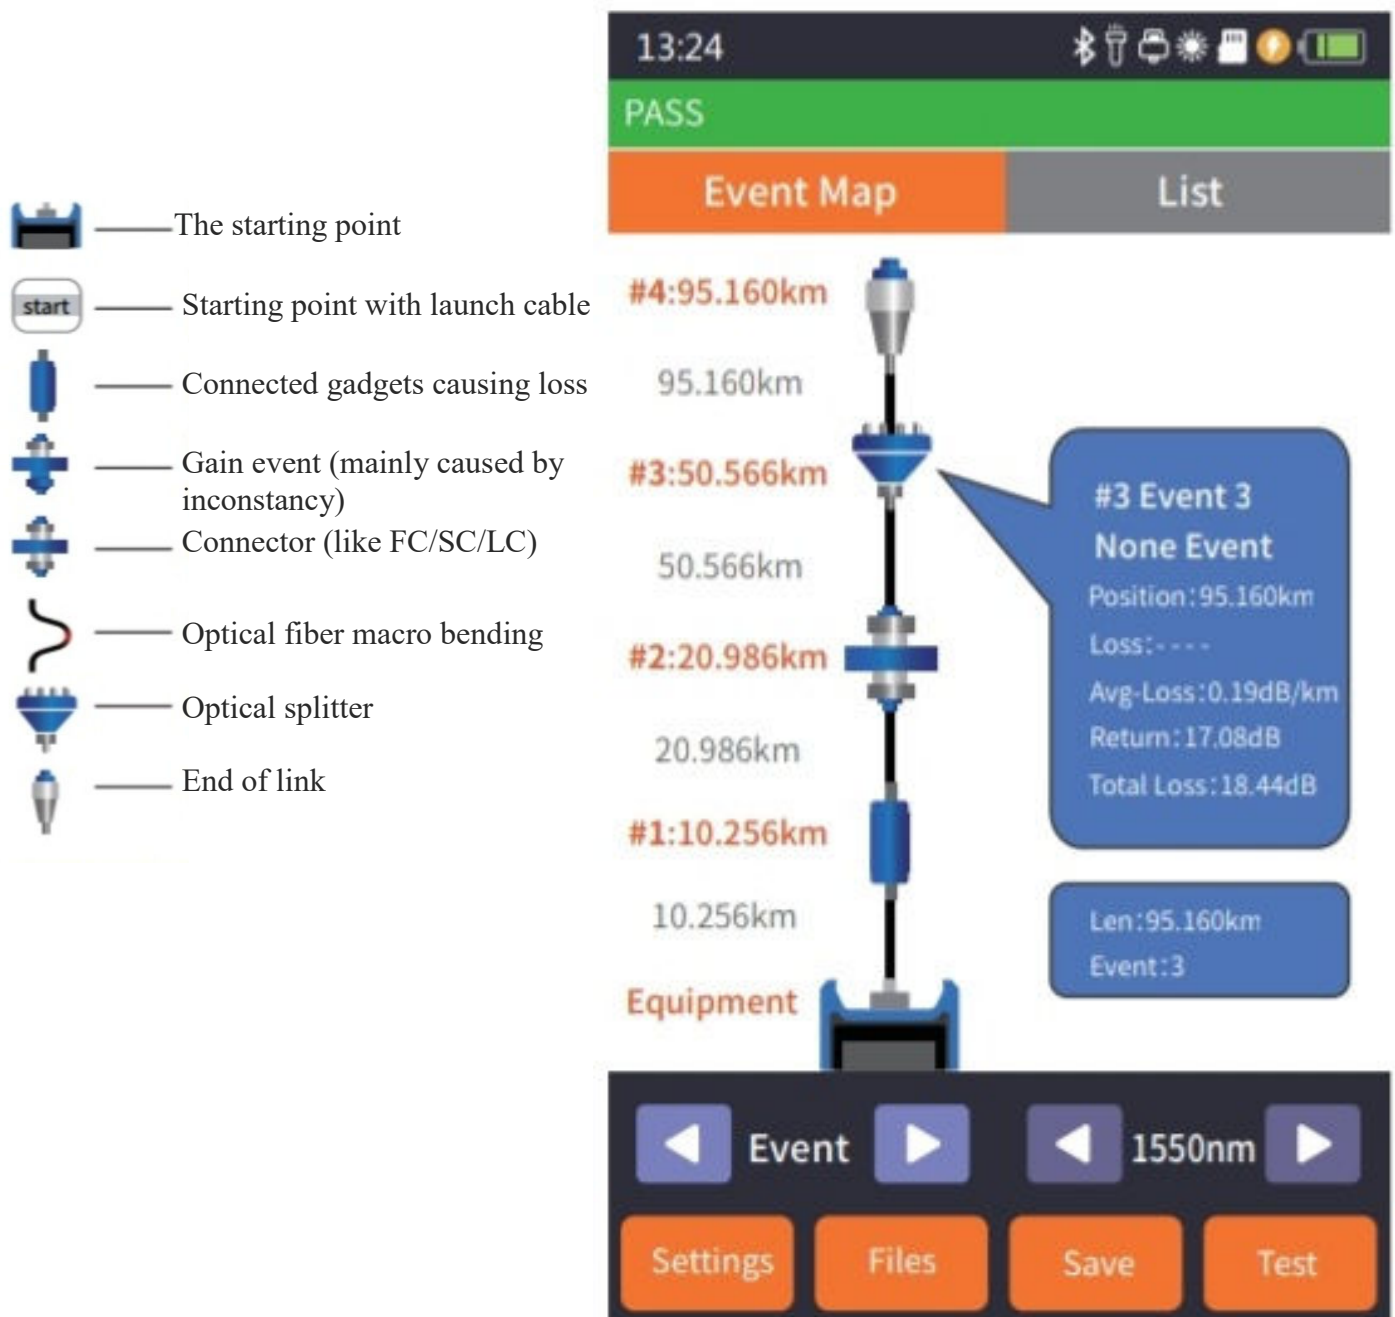 The starting point
start
Starting point with launch cable
Connected gadgets causing loss
Gain event (mainly caused by
inconstancy)
Connector (like FC/SC/LC)
Optical fiber macro bending
Optical splitter
End of link
13:24
PASS
Event Map
List
#4:95.160km
95.160km
#3:50.566km
50.566km
#2:20.986km
20.986km
#1:10.256km
10.256km
Equipment
#3 Event 3
None Event
Position:95.160km
Loss:----
Avg-Loss:0.19dB/km
Return:17.08dB
Total Loss:18.44dB
Len:95.160km
Event:3
Event
1550nm
Settings
Files
Save
Test